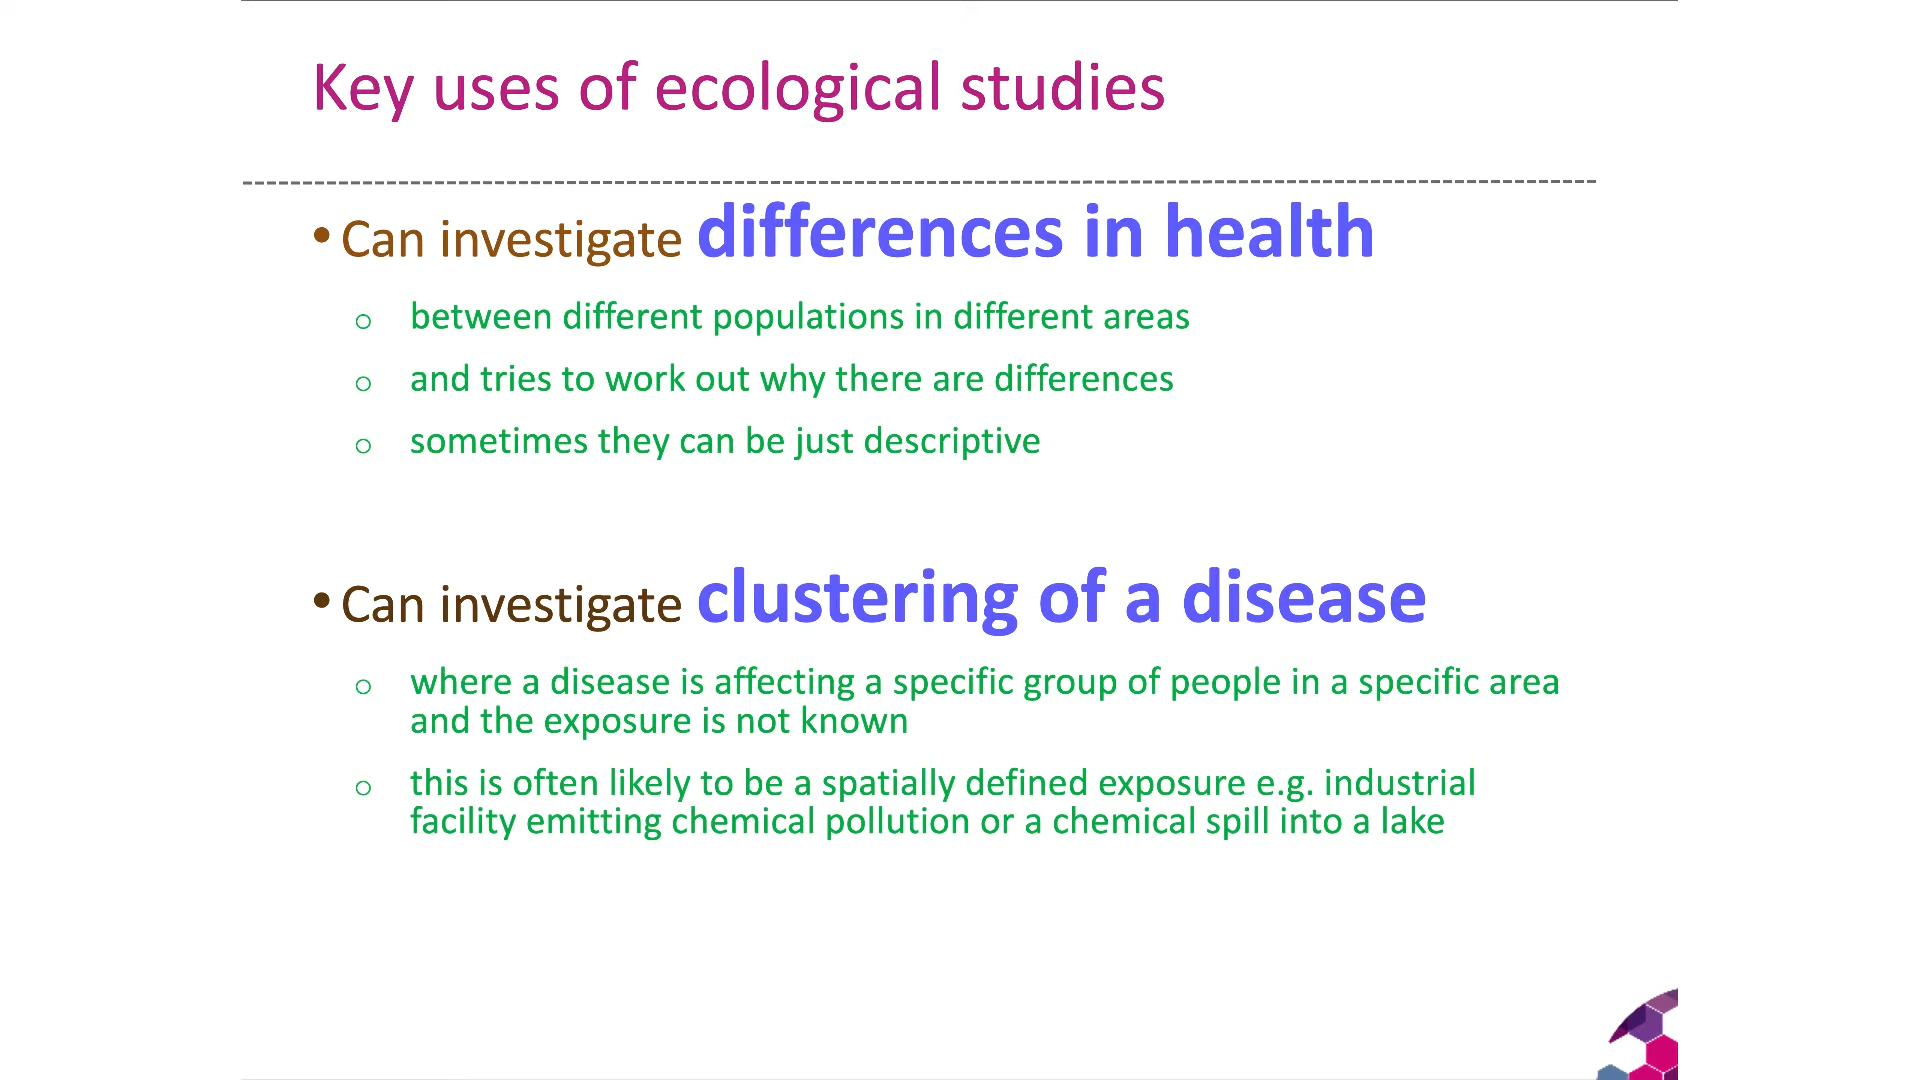 Key uses of ecological studies
• Can investigate differences in health
o between different populations in different areas
o and tries to work out why there are differences
o sometimes they can be just descriptive
• Can investigate clustering of a disease
o where a disease is affecting a specific group of people in a specific area
and the exposure is not known
o this is often likely to be a spatially defined exposure e.g. industrial
facility emitting chemical pollution or a chemical spill into a lake